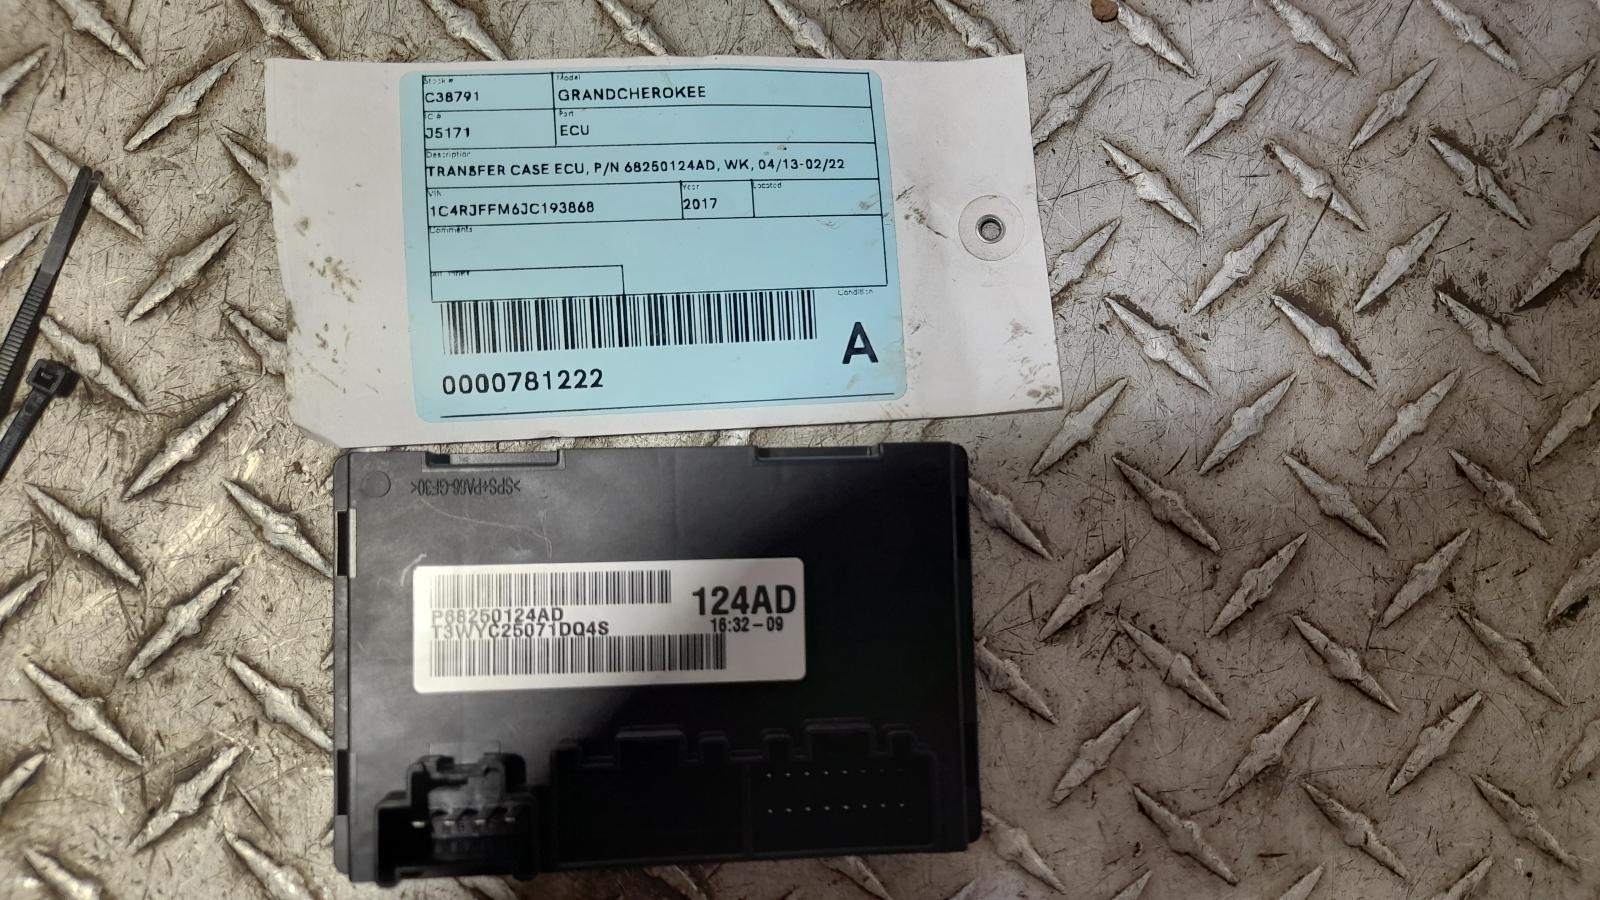 Stock # Model
C38791 GRANDCHEROKEE
IC # Part
J5171 ECU
Description
TRANSFER CASE ECU, P/N 68250124AD, WK, 04/13-02/22
VIN Year Located
1C4RJFFM6JC193868 2017
Comments
Condition
A
0000781222
>SPS+PA66-GF30<
P68250124AD 124AD
T3WYC25071DQ4S 16:32-09